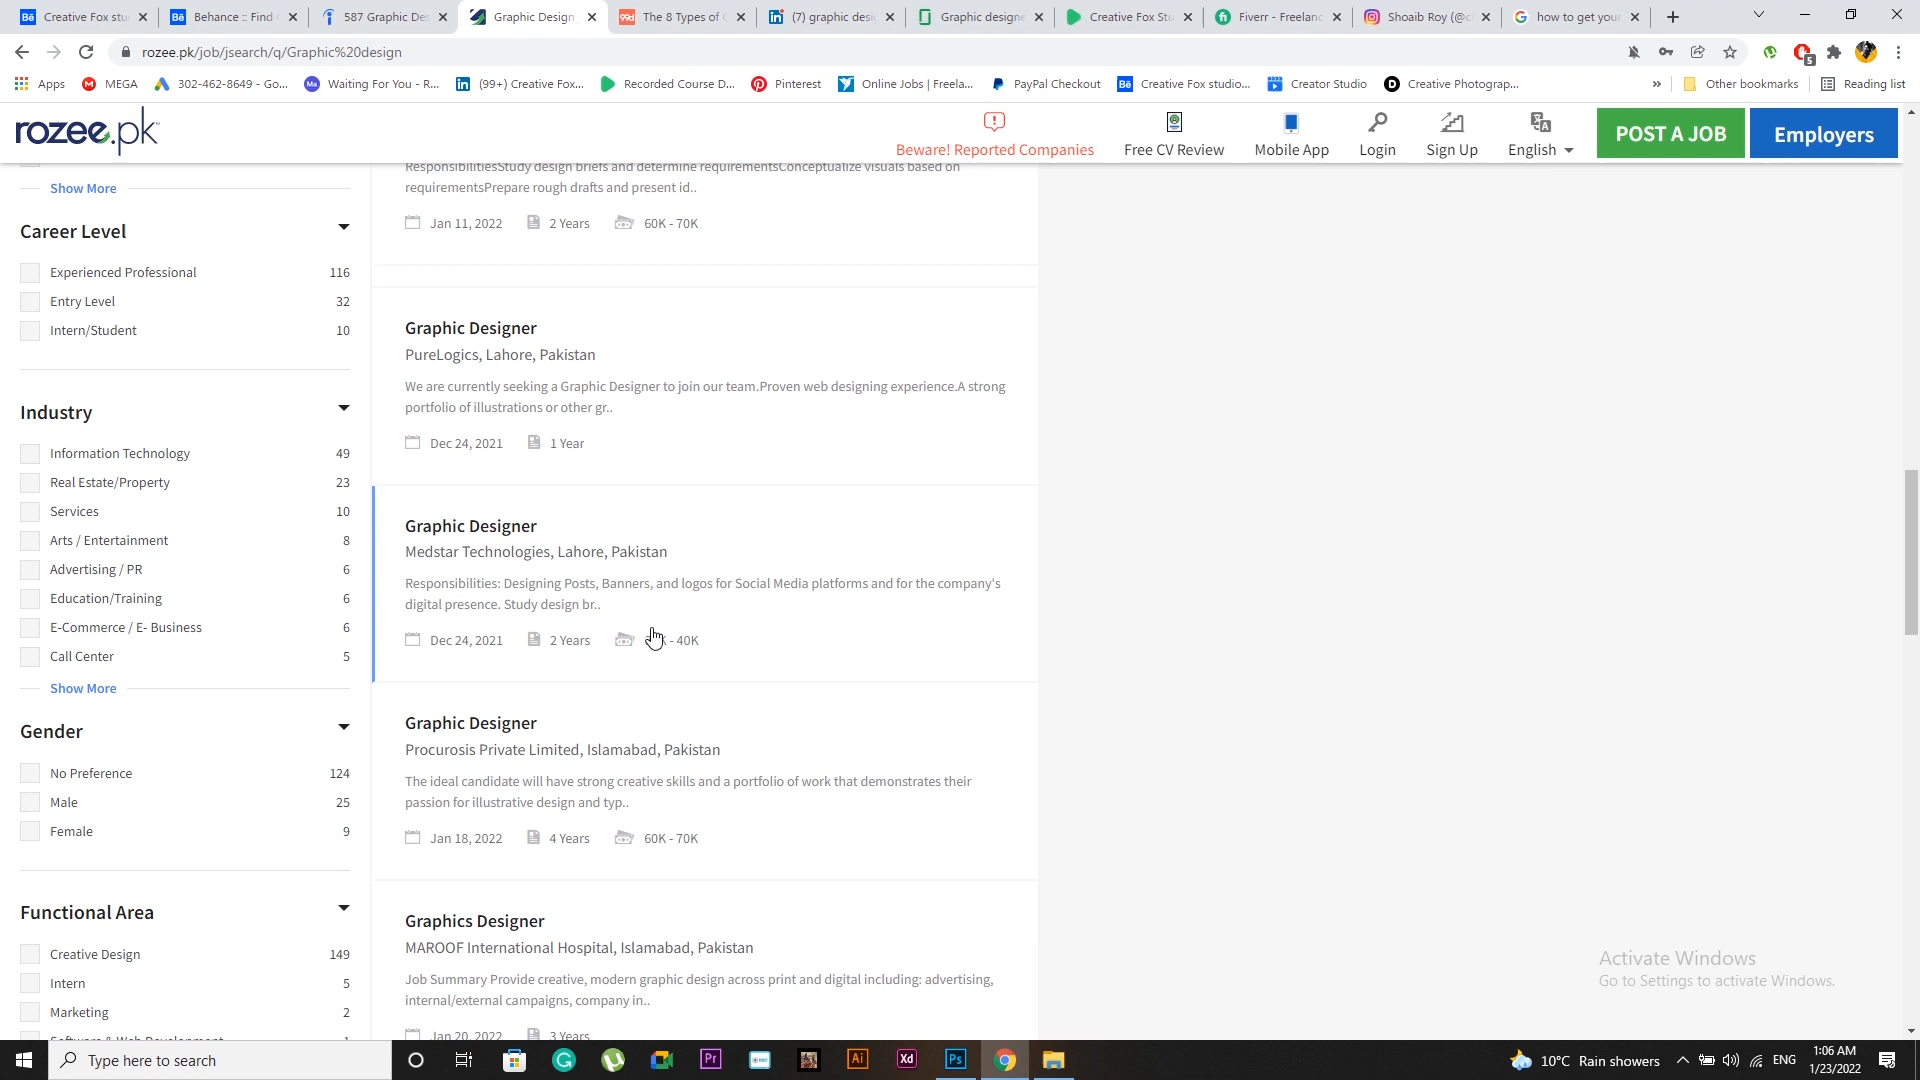 Creative Fox stu
Behance :: Find
587 Graphic Des
Graphic Design
The 8 Types of G
(7) graphic desi
Graphic designe
Creative Fox Stu
Fiverr - Freelanc
Shoaib Roy (@c
how to get your
rozee.pk/job/jsearch/q/Graphic%20design
5
Apps
MEGA
302-462-8649 - Go...
Waiting For You - R...
(99+) Creative Fox...
Recorded Course D...
Pinterest
Online Jobs | Freela...
PayPal Checkout
Creative Fox studio...
Creator Studio
Creative Photograp...
»
Other bookmarks
Reading list
rozee.pk
Beware! Reported Companies
Free CV Review
Mobile App
Login
Sign Up
English
POST A JOB
Employers
Show More
Career Level
Experienced Professional 116
Entry Level 32
Intern/Student 10
Industry
Information Technology 49
Real Estate/Property 23
Services 10
Arts / Entertainment 8
Advertising / PR 6
Education/Training 6
E-Commerce / E- Business 6
Call Center 5
Show More
Gender
No Preference 124
Male 25
Female 9
Functional Area
Creative Design 149
Intern 5
Marketing 2
Software & Web Development 1
ResponsibilitiesStudy design briefs and determine requirementsConceptualize visuals based on
requirementsPrepare rough drafts and present id..
Jan 11, 2022 2 Years 60K - 70K
Graphic Designer
PureLogics, Lahore, Pakistan
We are currently seeking a Graphic Designer to join our team.Proven web designing experience.A strong
portfolio of illustrations or other gr..
Dec 24, 2021 1 Year
Graphic Designer
Medstar Technologies, Lahore, Pakistan
Responsibilities: Designing Posts, Banners, and logos for Social Media platforms and for the company's
digital presence. Study design br..
Dec 24, 2021 2 Years - 40K
Graphic Designer
Procurosis Private Limited, Islamabad, Pakistan
The ideal candidate will have strong creative skills and a portfolio of work that demonstrates their
passion for illustrative design and typ..
Jan 18, 2022 4 Years 60K - 70K
Graphics Designer
MAROOF International Hospital, Islamabad, Pakistan
Job Summary Provide creative, modern graphic design across print and digital including: advertising,
internal/external campaigns, company in..
Jan 20, 2022 3 Years
Activate Windows
Go to Settings to activate Windows.
Type here to search
Pr
Ai
Xd
Ps
10°C Rain showers
ENG
1:06 AM
1/23/2022